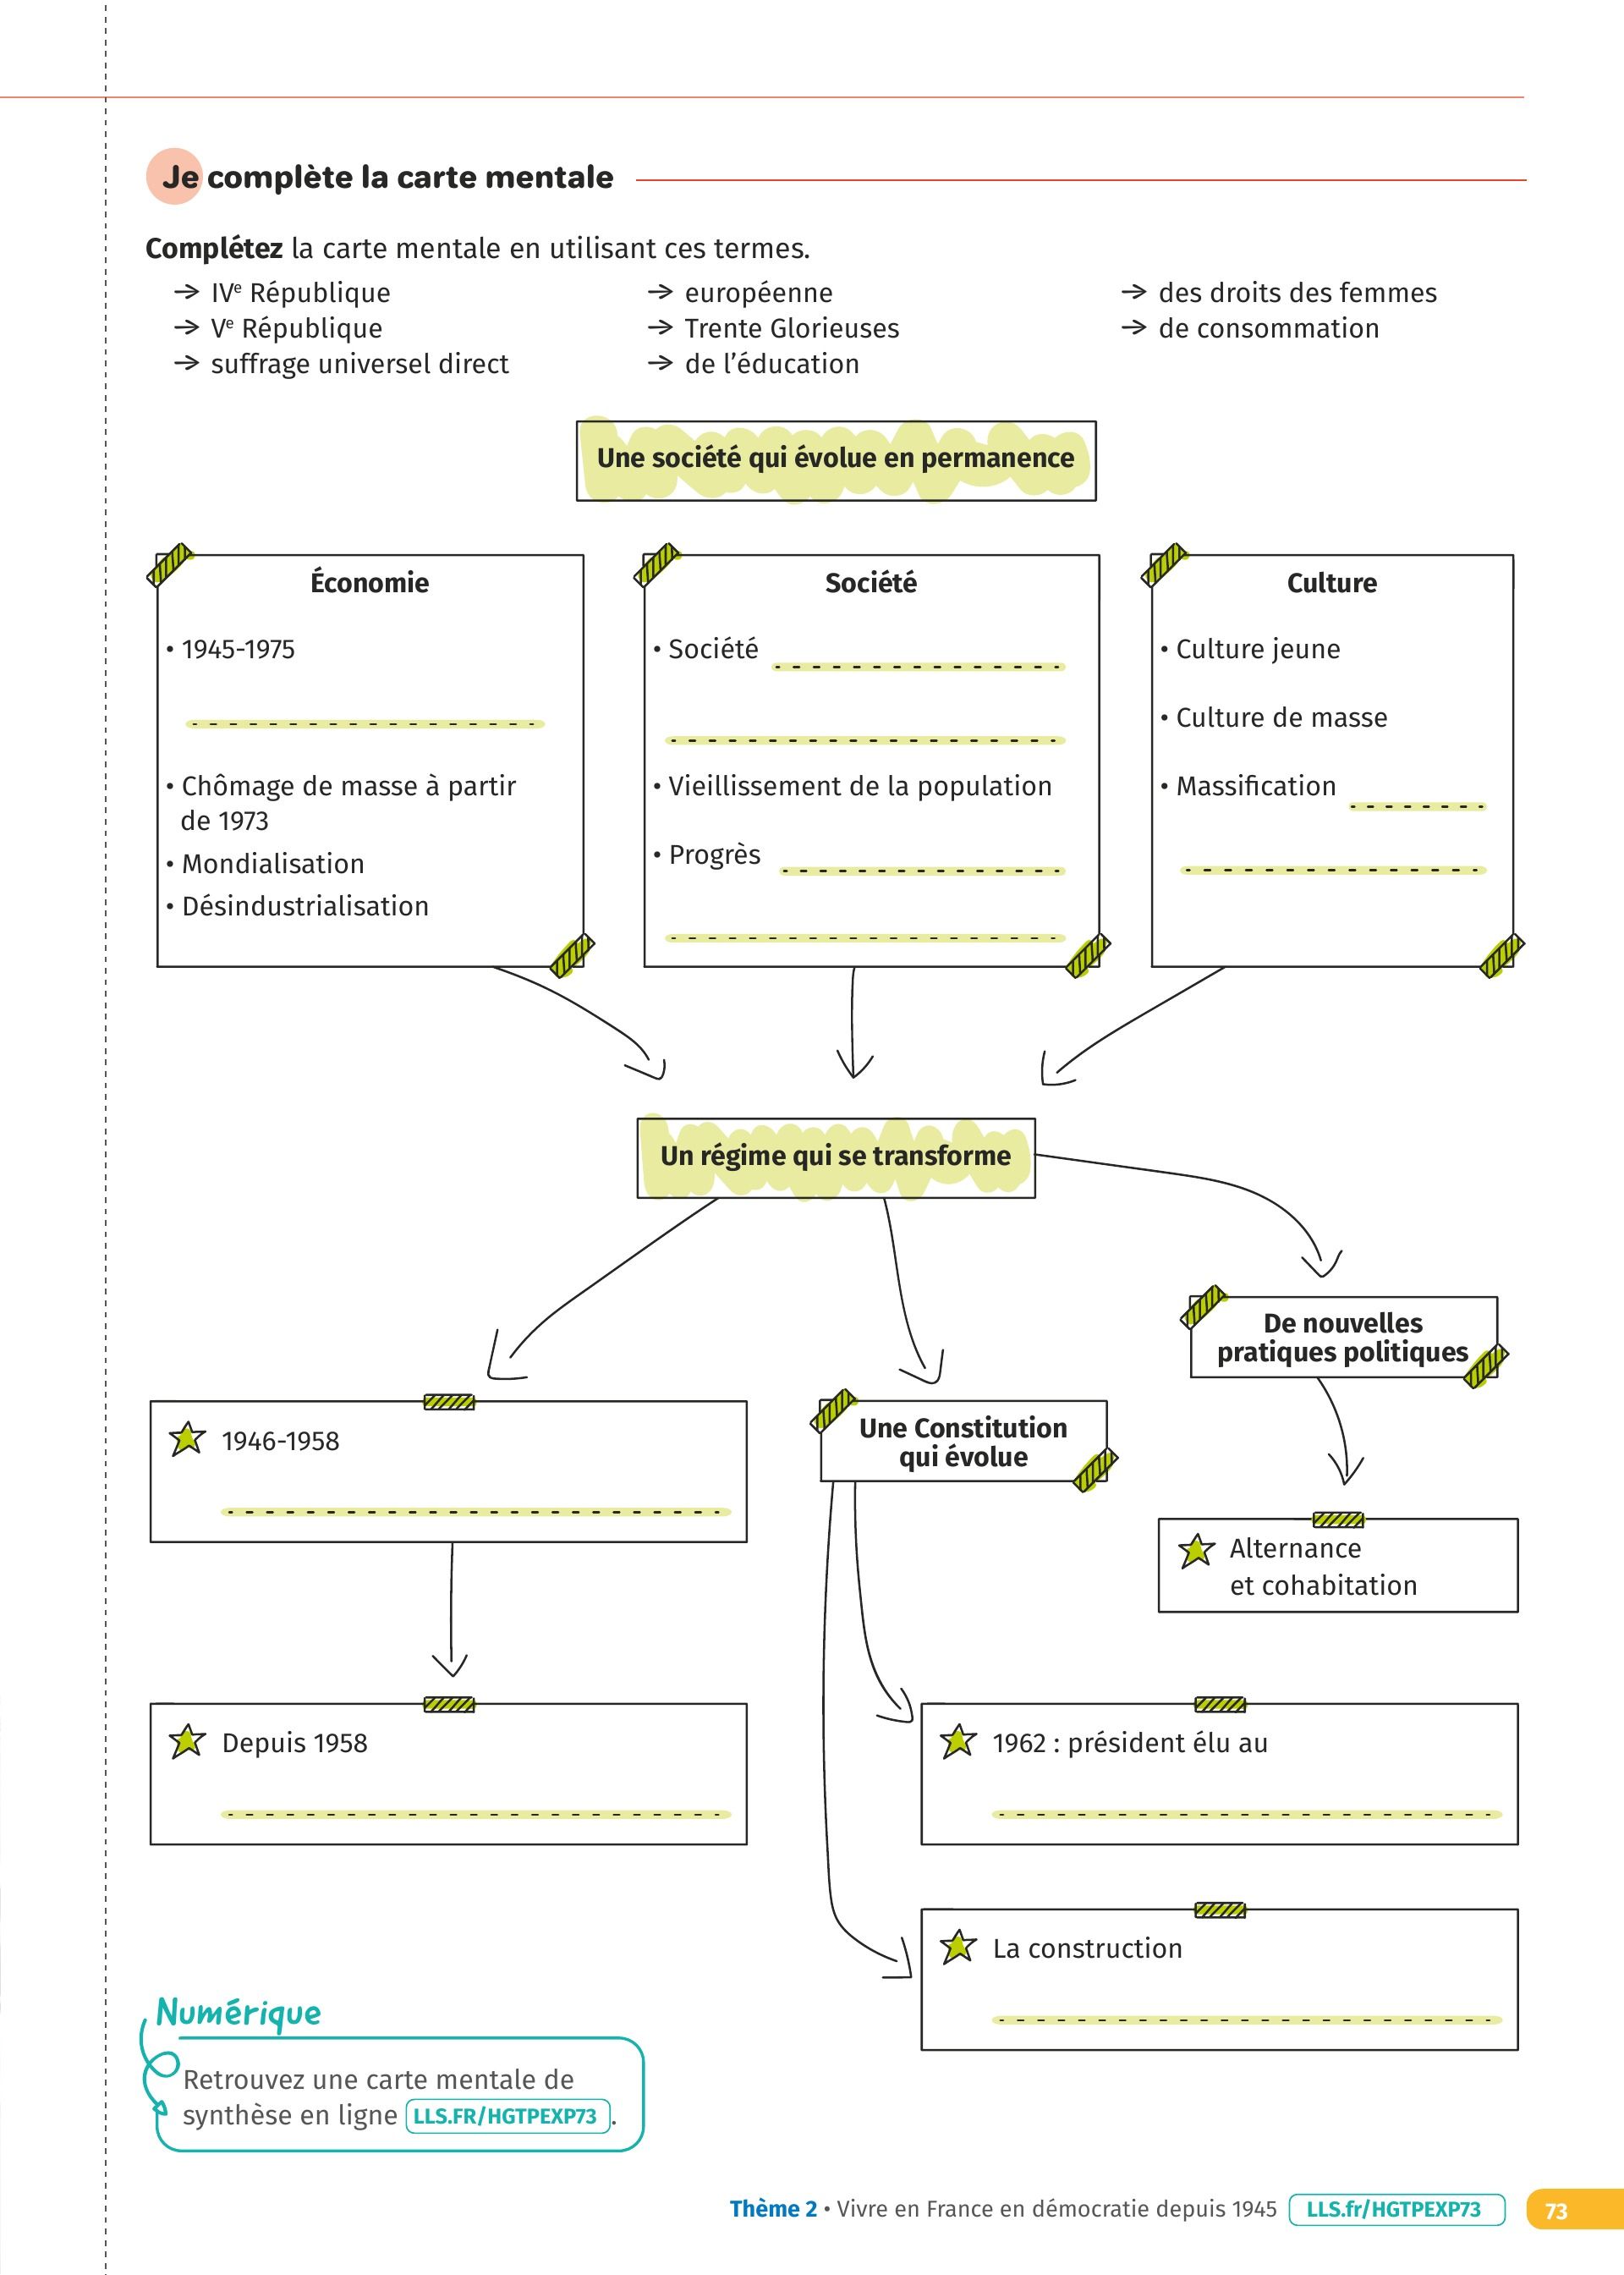 Je complète la carte mentale
Complétez la carte mentale en utilisant ces termes.
→ IVe République
→ Ve République
→ suffrage universel direct
→ européenne
→ Trente Glorieuses
→ de l'éducation
→ des droits des femmes
→ de consommation
Une société qui évolue en permanence
Économie
• 1945-1975
• Chômage de masse à partir
de 1973
• Mondialisation
• Désindustrialisation
Société
• Société
• Vieillissement de la population
• Progrès
Culture
• Culture jeune
• Culture de masse
• Massification
Un régime qui se transforme
De nouvelles
pratiques politiques
1946-1958
Une Constitution
qui évolue
Alternance
et cohabitation
Depuis 1958
1962 : président élu au
La construction
Numérique
Retrouvez une carte mentale de
synthèse en ligne LLS.FR/HGTPEXP73 .
Thème 2 • Vivre en France en démocratie depuis 1945 LLS.fr/HGTPEXP73 73